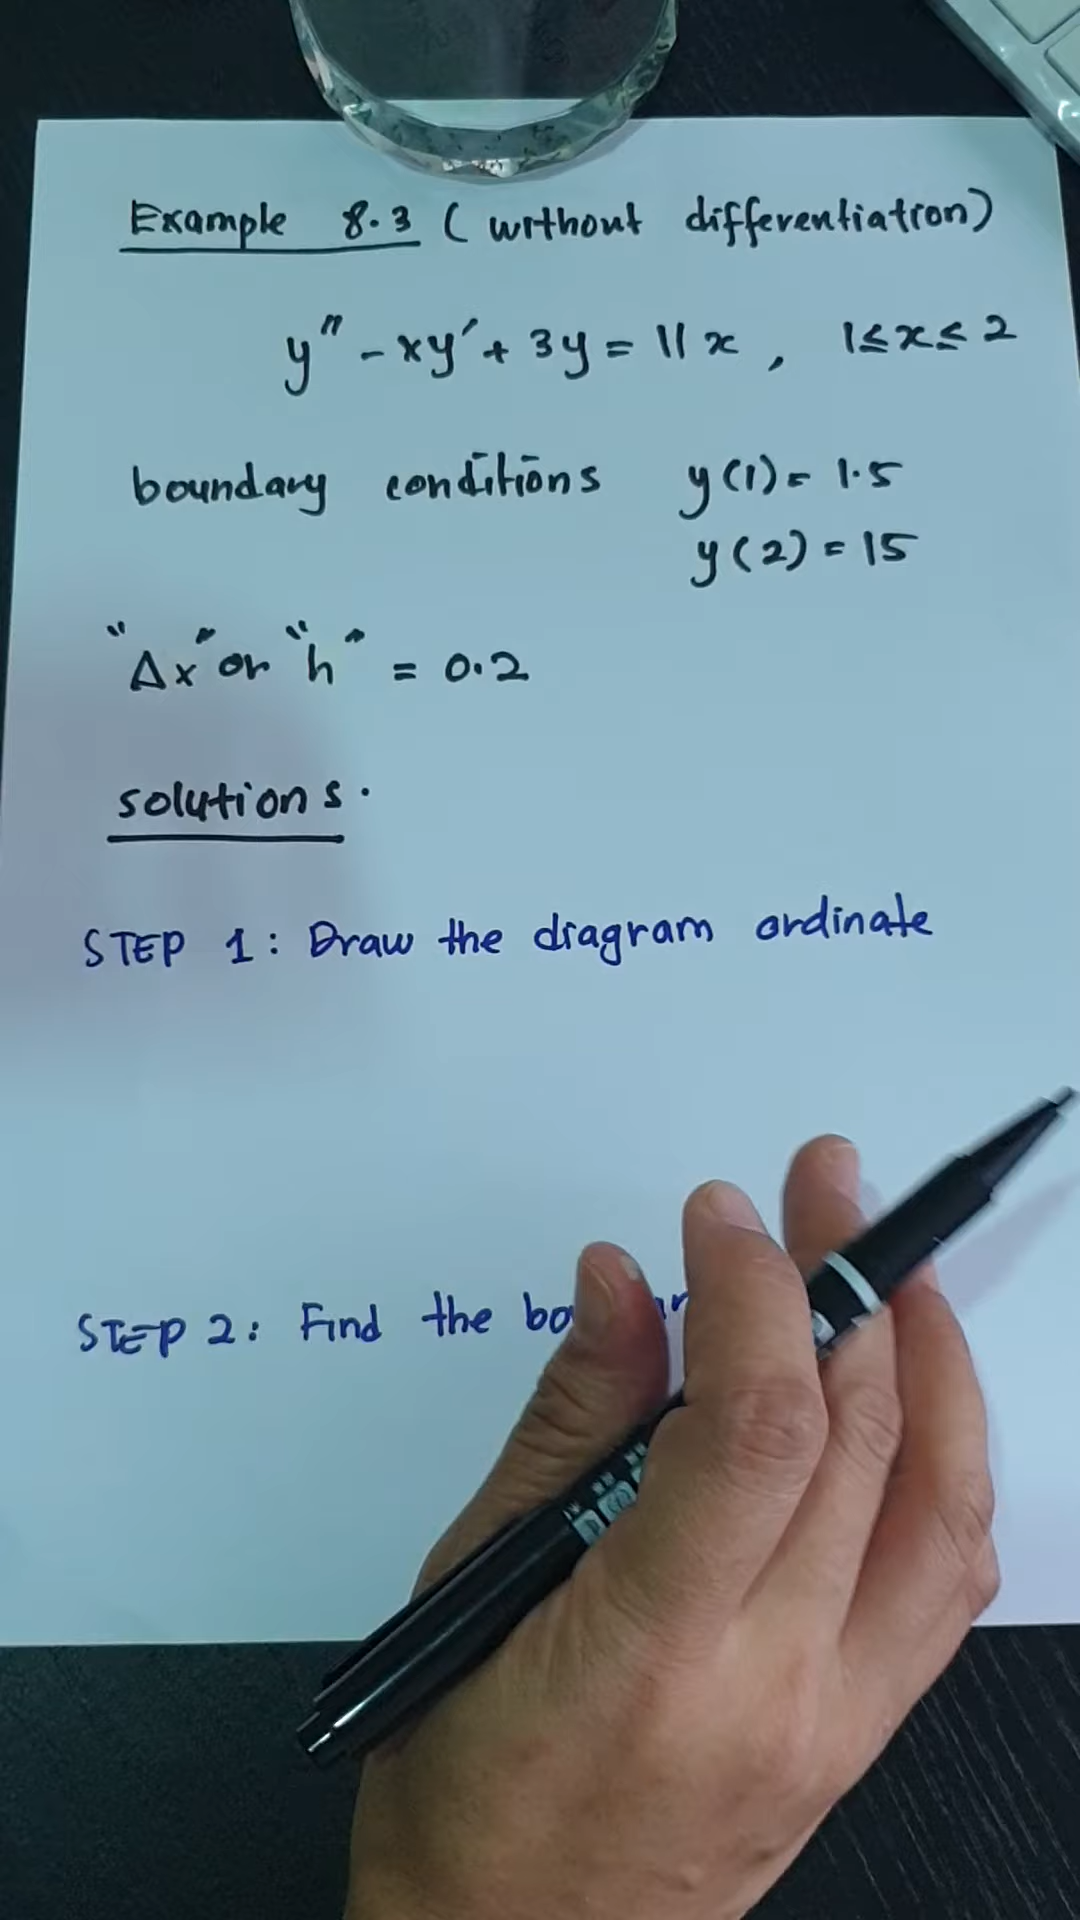 Example 8.3 (without differentiation)
y" - xy' + 3y = 11x , 1≤x≤2
boundary conditions y(1) = 1.5
y(2) = 15
"Δx" or "h" = 0.2
solutions.
STEP 1: Draw the diagram ordinate
STEP 2: Find the